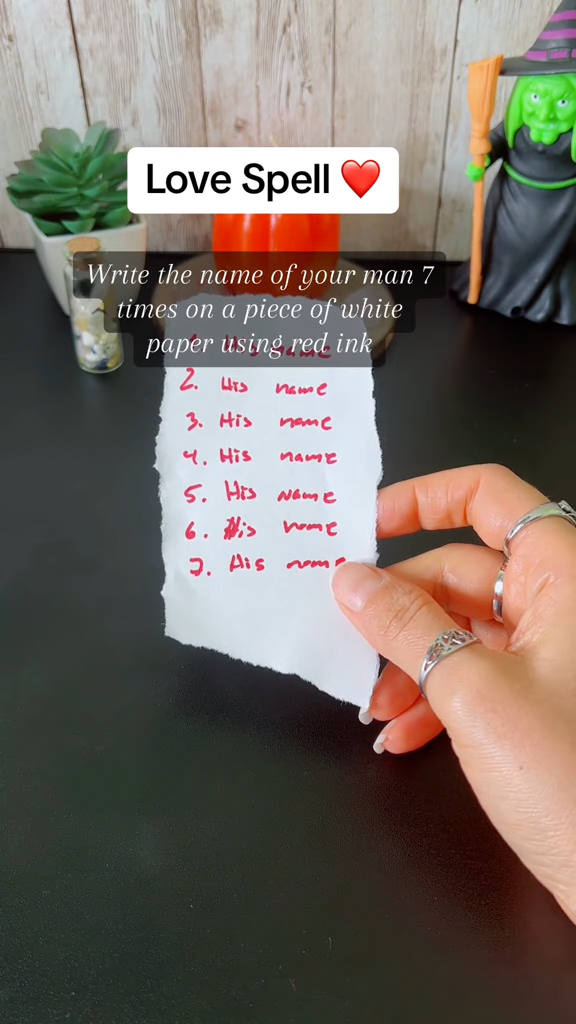 Love Spell ❤️
Write the name of your man 7
times on a piece of white
paper using red ink
name
2. His name
3. His name
4. His name
5. His Name
6. His name
7. His name